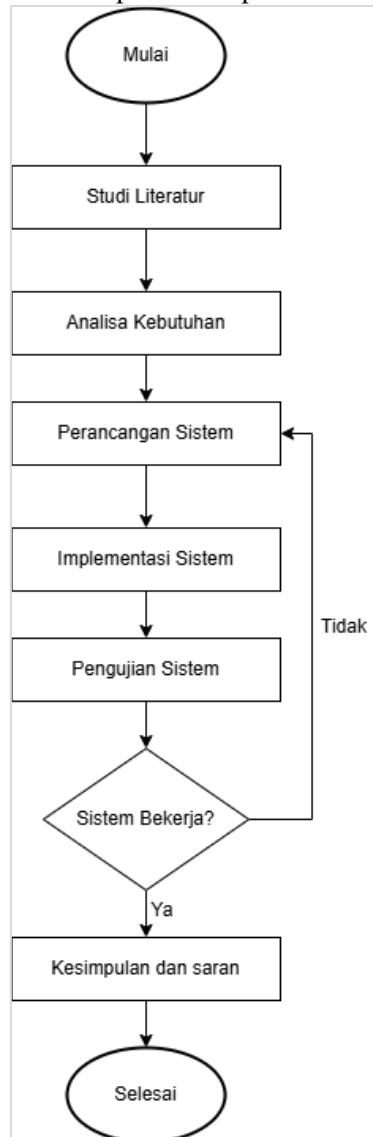 Mulai
Studi Literatur
Analisa Kebutuhan
Perancangan Sistem
Implementasi Sistem
Tidak
Pengujian Sistem
Sistem Bekerja?
Ya
Kesimpulan dan saran
Selesai